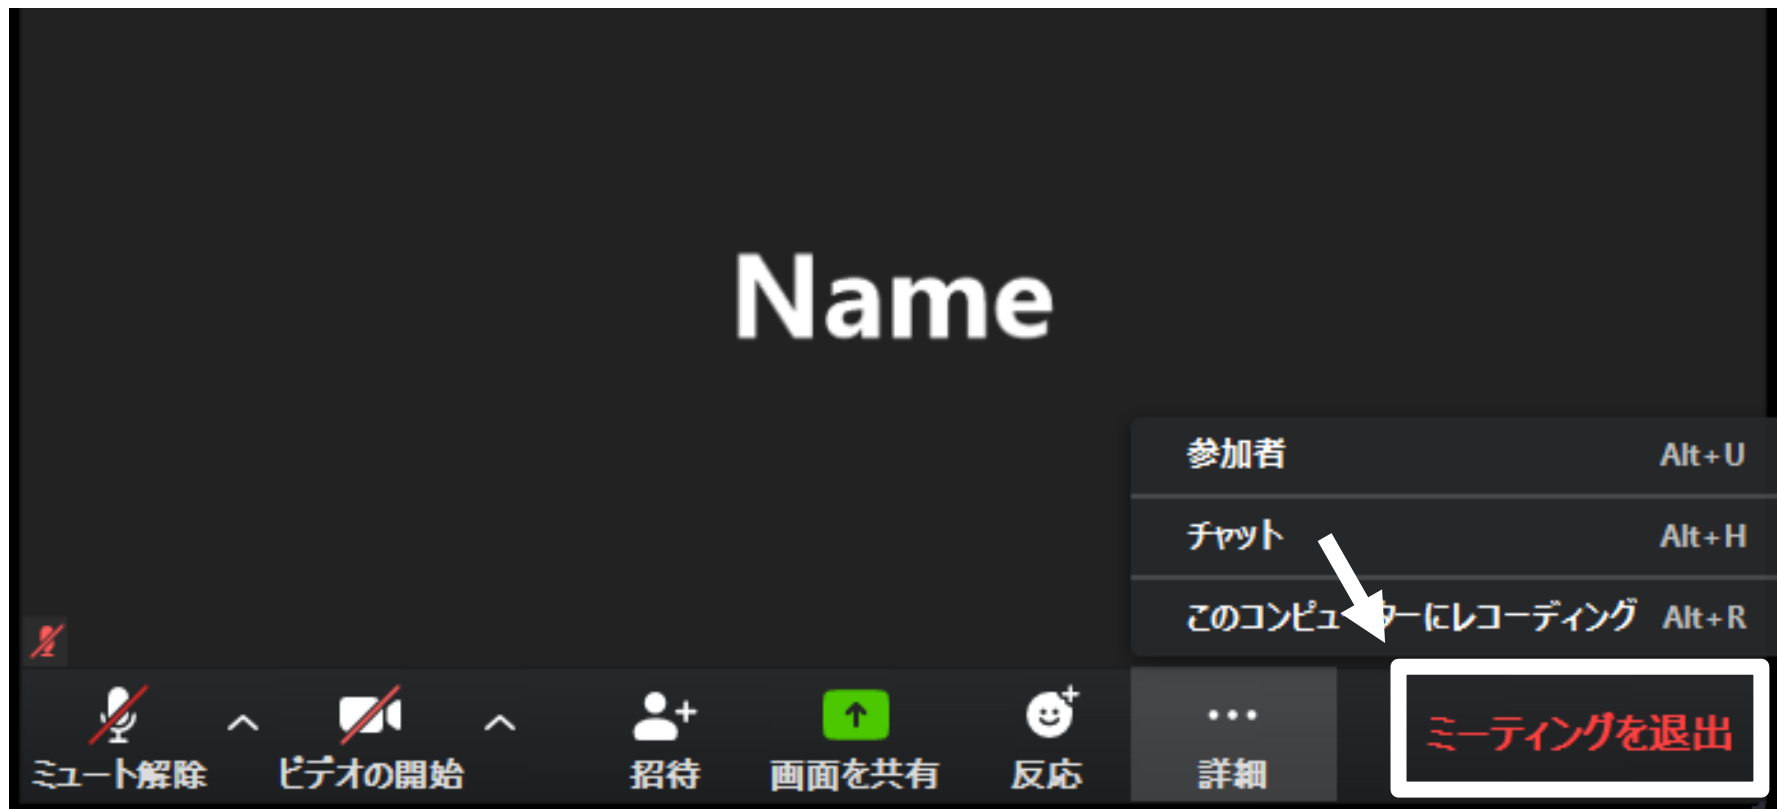 Name
参加者 Alt+U
チャット Alt+H
このコンピューターにレコーディング Alt+R
ミュート解除 ビデオの開始 招待 画面を共有 反応 詳細 ミーティングを退出